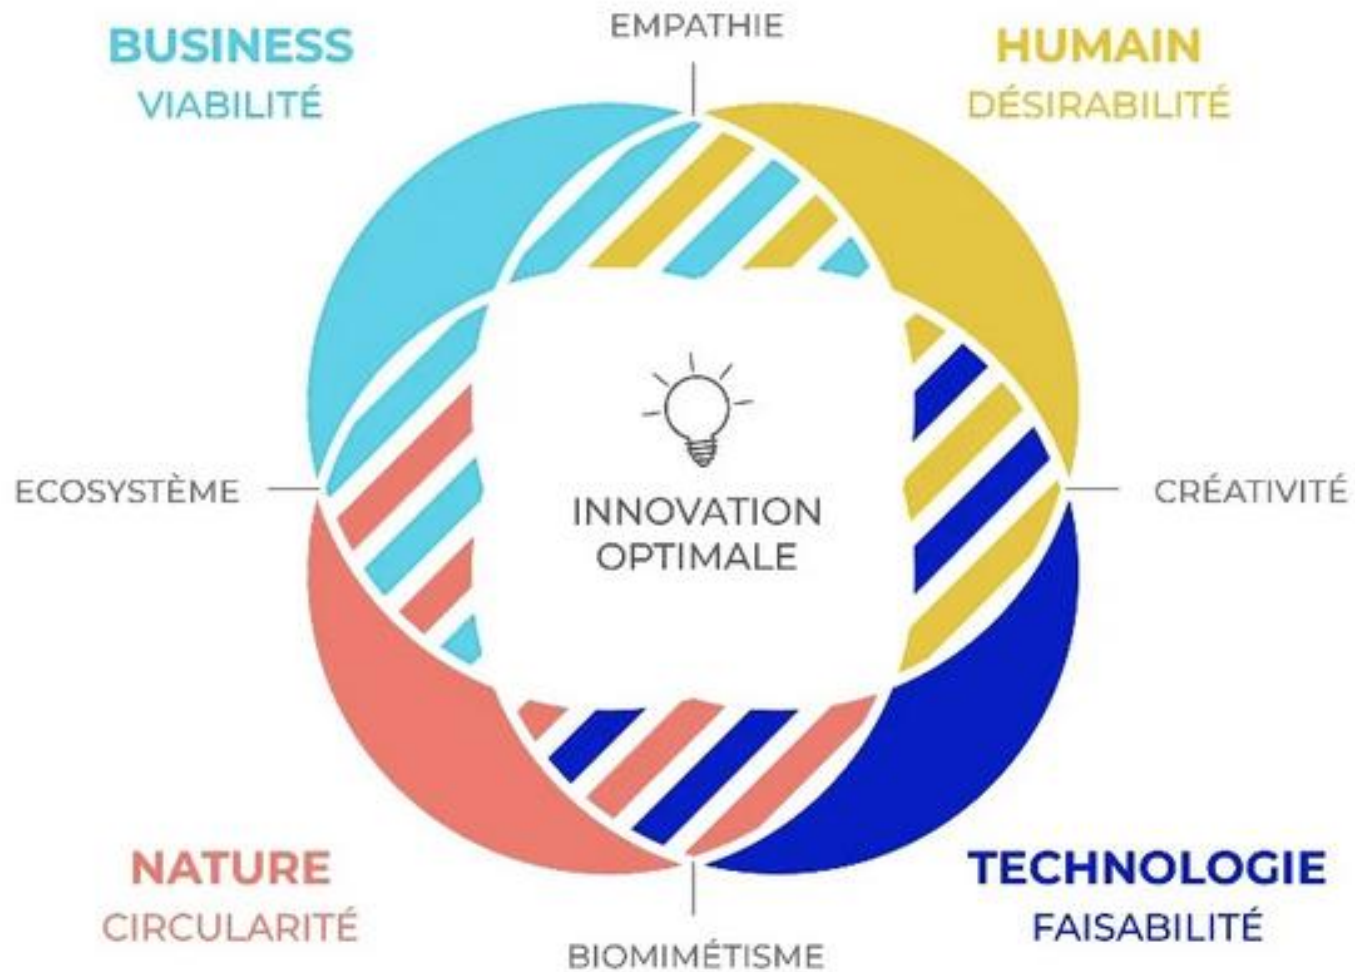 EMPATHIE
BUSINESS
VIABILITÉ
HUMAIN
DÉSIRABILITÉ
ECOSYSTÈME
INNOVATION
OPTIMALE
CRÉATIVITÉ
NATURE
CIRCULARITÉ
TECHNOLOGIE
FAISABILITÉ
BIOMIMÉTISME